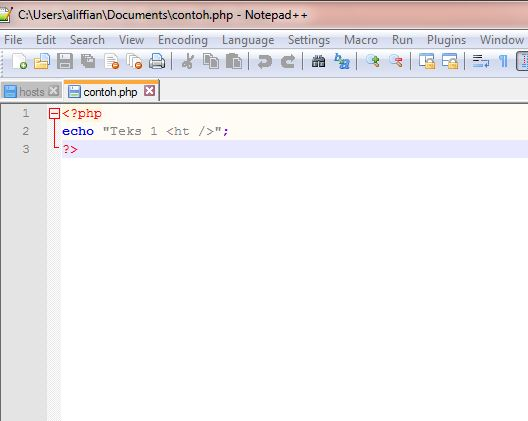 C:\Users\aliffian\Documents\contoh.php - Notepad++
File Edit Search View Encoding Language Settings Macro Run Plugins Window
hosts contoh.php
1 <?php
2 echo "Teks 1 <ht />";
3 ?>